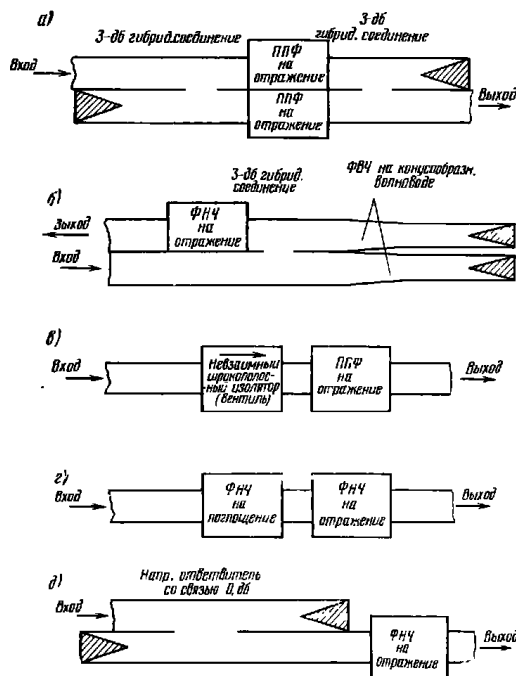 а)
3-дб гибрид.соединение
3-дб
гибрид. соединение
Вход
ППФ
на
отражение
ППФ
на
отражение
Выход
б)
3-дб гибрид.
соединение
ФВЧ на конусообразн.
волноводе
ФНЧ
на
отражение
Выход
Вход
в)
Вход
Невзаимный
широкополос-
ный изолятор
(вентиль)
ППФ
на
отражение
Выход
г)
Вход
ФНЧ
на
поглощение
ФНЧ
на
отражение
Выход
д)
Напр. ответвитель
со связью 0, дб
Вход
ФНЧ
на
отражение
Выход